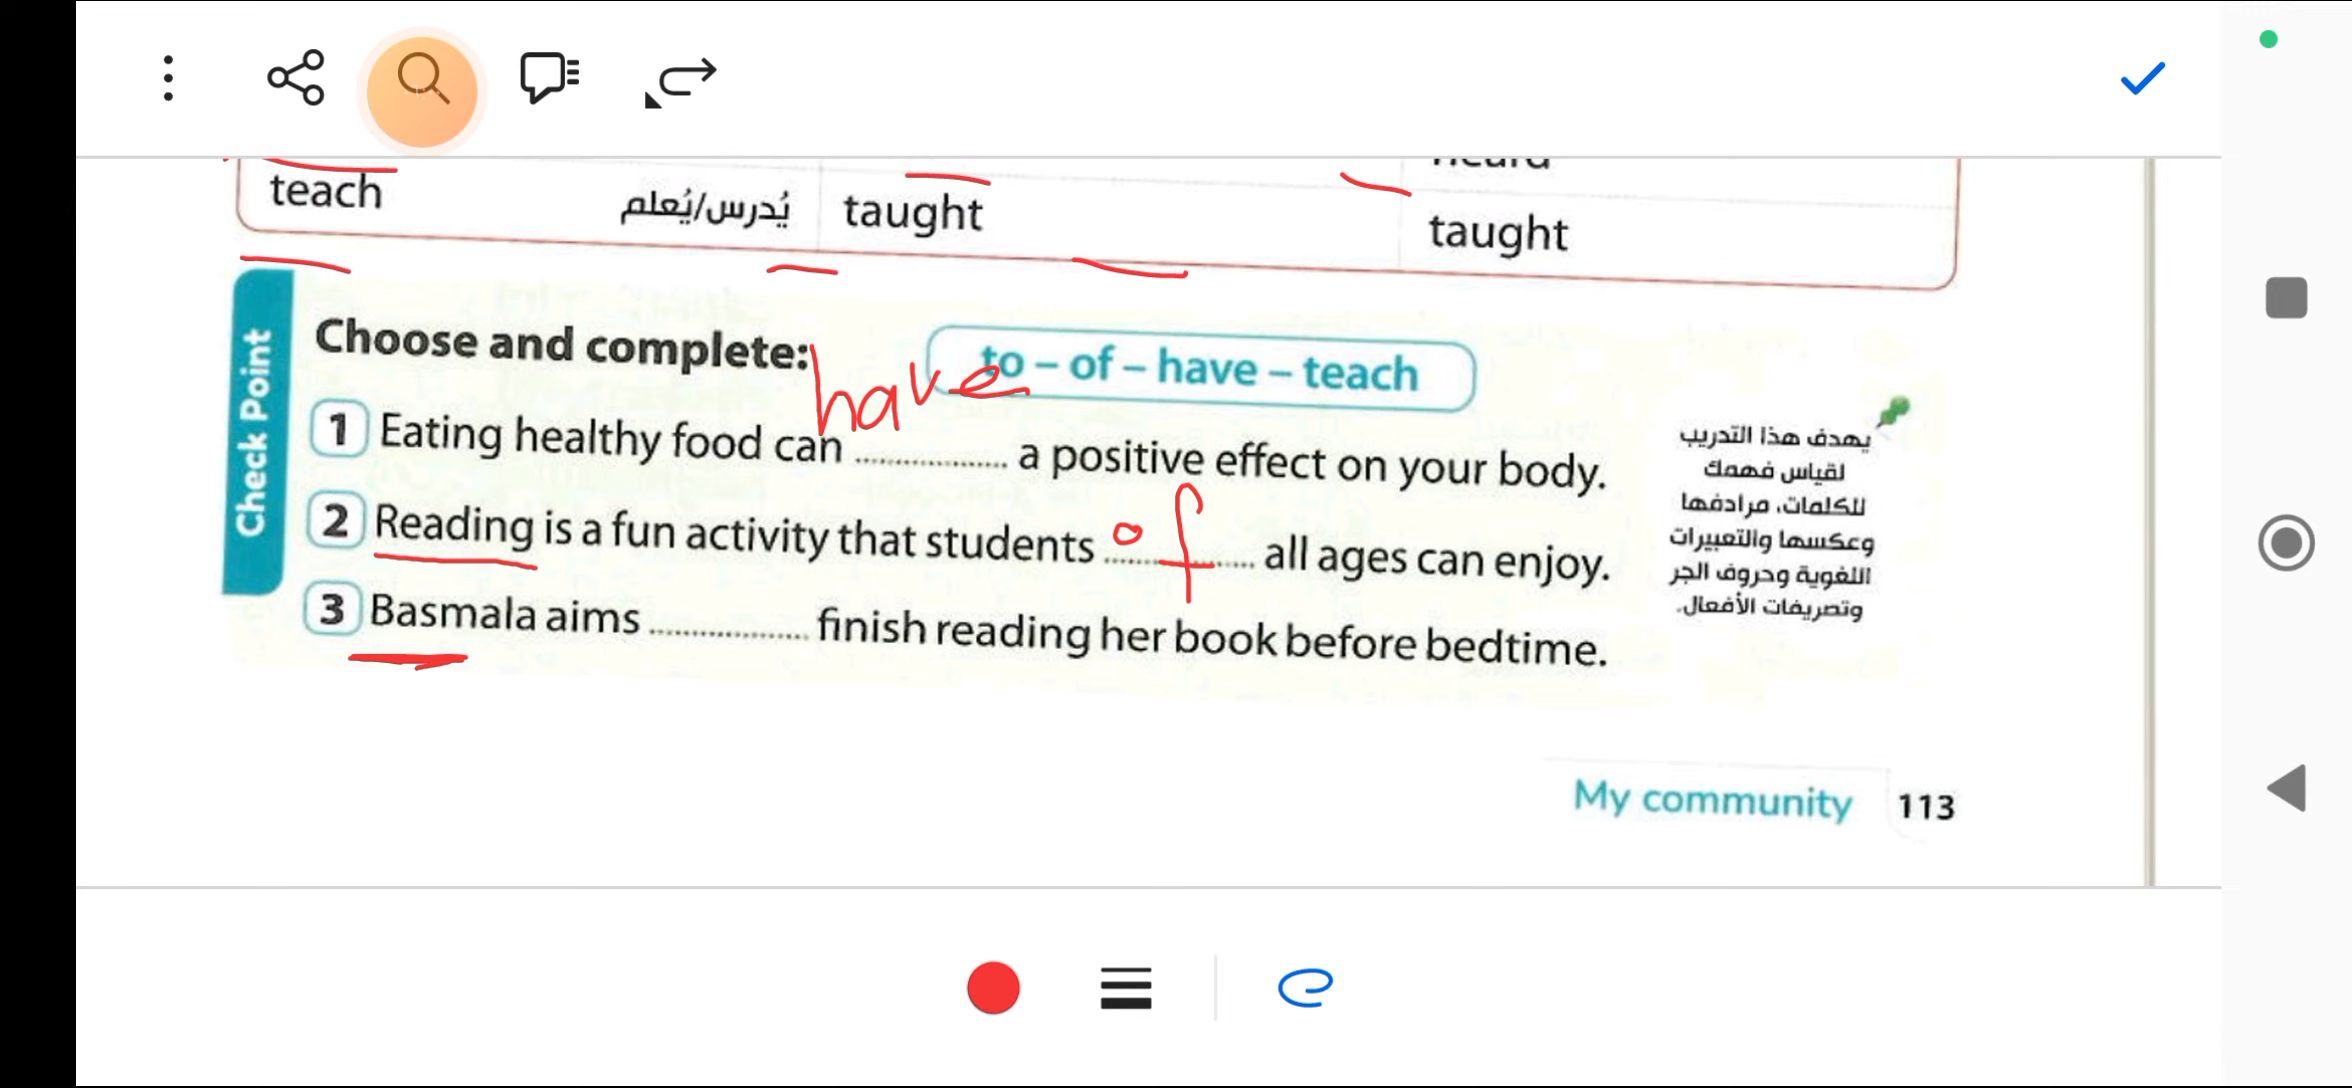 heard
teach يُدرس/يُعلم taught taught
Check Point
Choose and complete: to – of – have – teach
have
1 Eating healthy food can .................. a positive effect on your body.
2 Reading is a fun activity that students of .................. all ages can enjoy.
3 Basmala aims .................. finish reading her book before bedtime.
يهدف هذا التدريب
لقياس فهمك
للكلمات، مرادفها
وعكسها والتعبيرات
اللغوية وحروف الجر
وتصريفات الأفعال.
My community 113